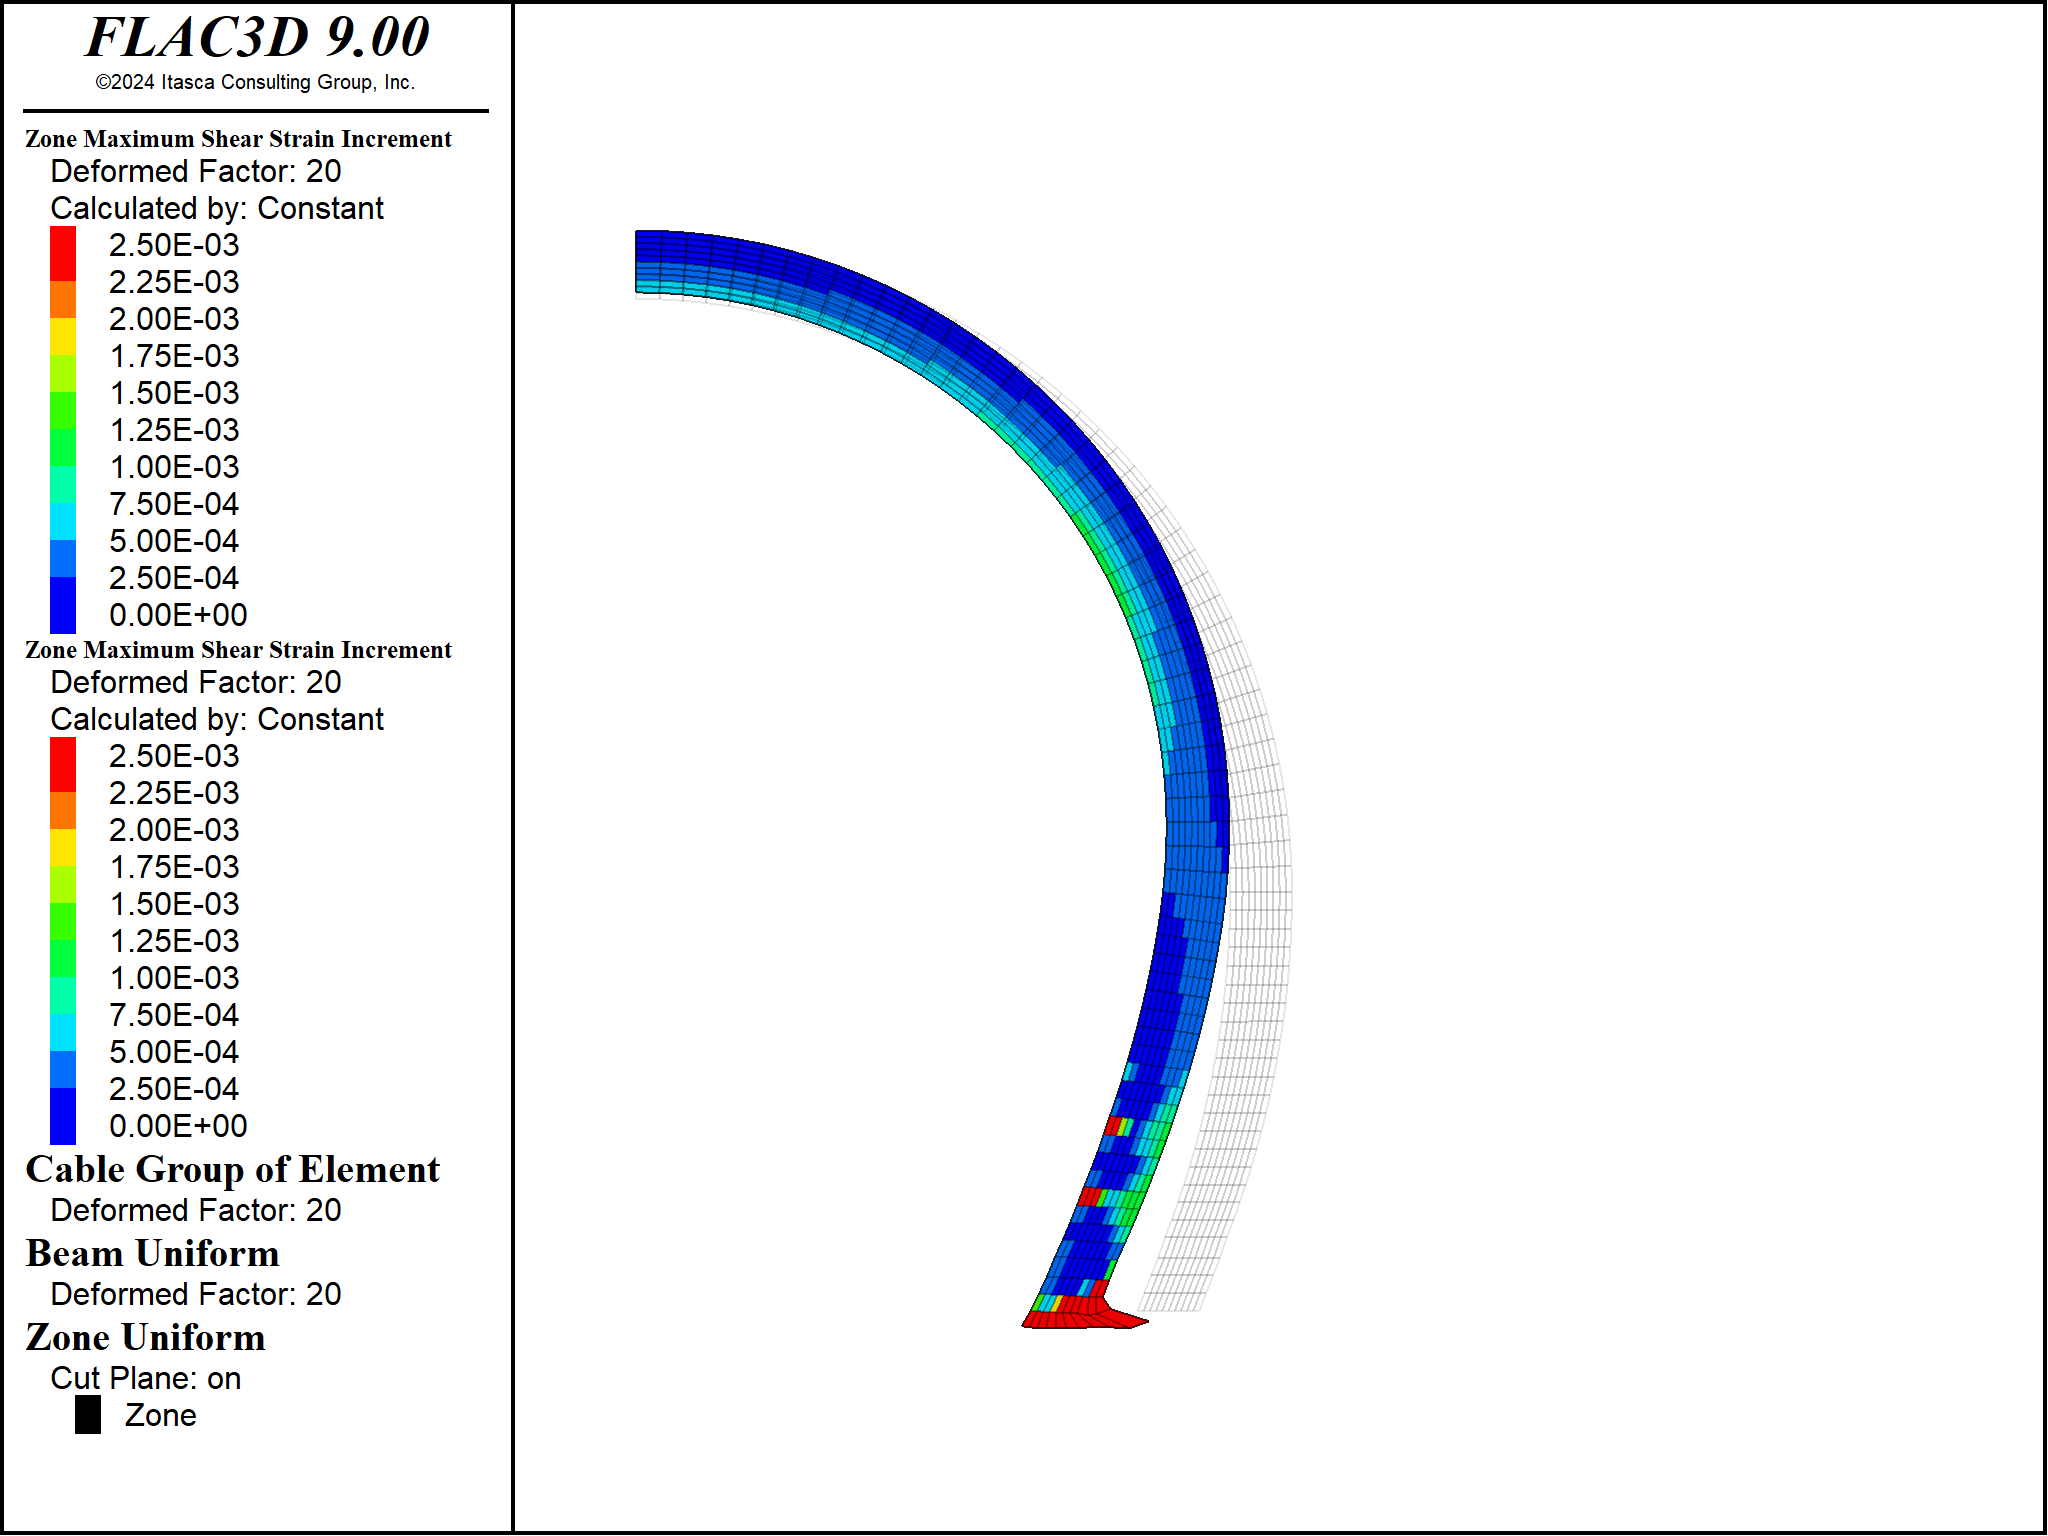 FLAC3D 9.00
©2024 Itasca Consulting Group, Inc.
Zone Maximum Shear Strain Increment
Deformed Factor: 20
Calculated by: Constant
2.50E-03
2.25E-03
2.00E-03
1.75E-03
1.50E-03
1.25E-03
1.00E-03
7.50E-04
5.00E-04
2.50E-04
0.00E+00
Zone Maximum Shear Strain Increment
Deformed Factor: 20
Calculated by: Constant
2.50E-03
2.25E-03
2.00E-03
1.75E-03
1.50E-03
1.25E-03
1.00E-03
7.50E-04
5.00E-04
2.50E-04
0.00E+00
Cable Group of Element
Deformed Factor: 20
Beam Uniform
Deformed Factor: 20
Zone Uniform
Cut Plane: on
Zone